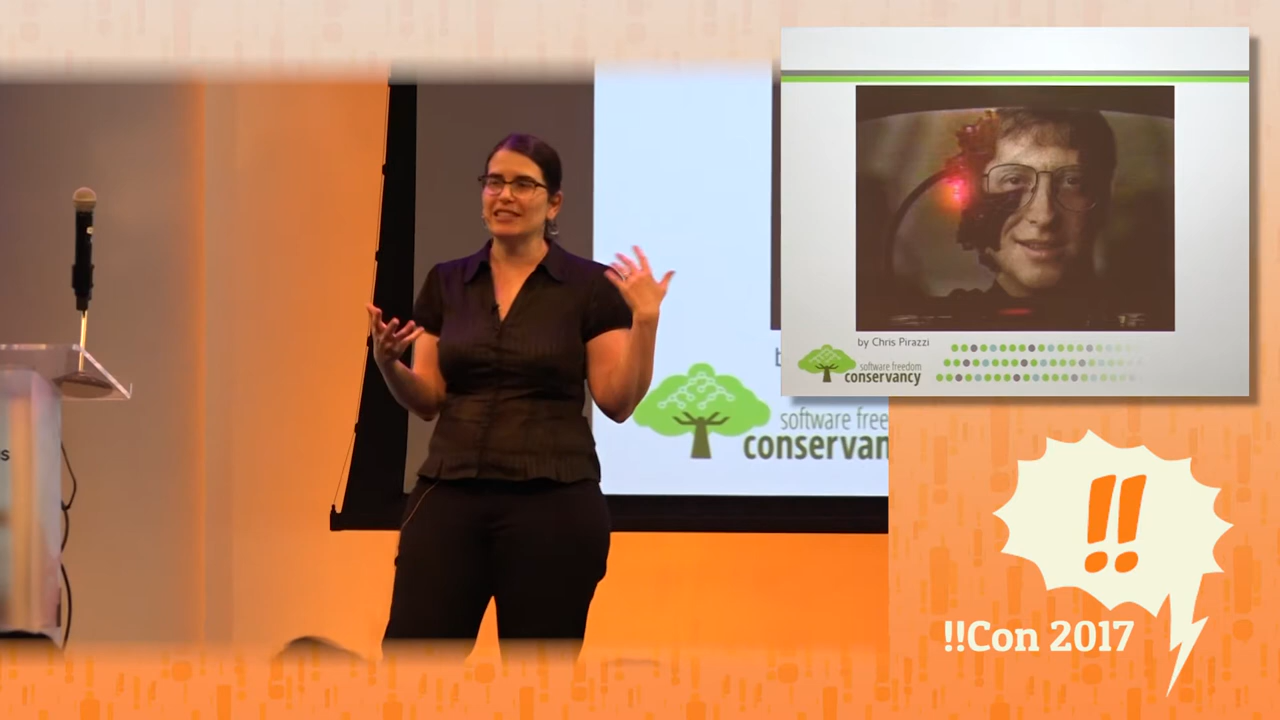 by Chris Pirazzi
software freedom
conservancy
software free
conservan
s
!!
!!Con 2017